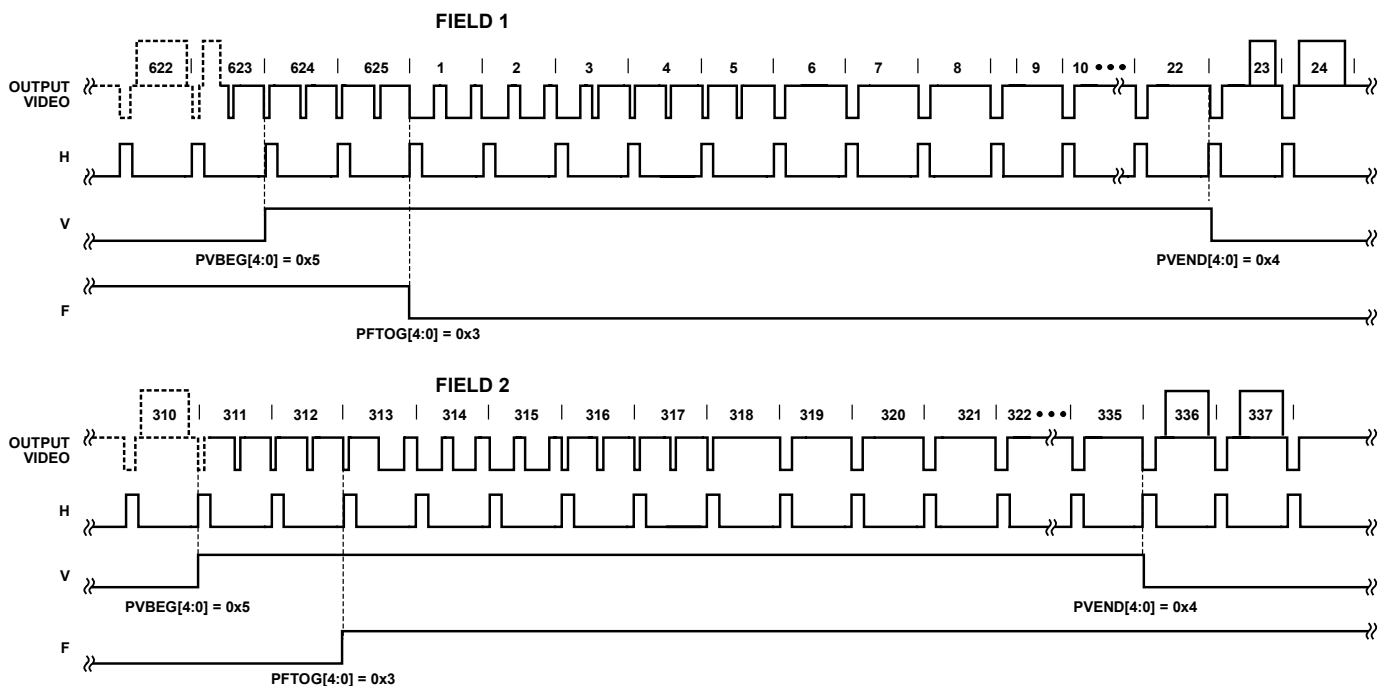 FIELD 1
622 623 624 625 1 2 3 4 5 6 7 8 9 10 ••• 22 23 24
OUTPUT
VIDEO
H
V
PVBEG[4:0] = 0x5
PVEND[4:0] = 0x4
F
PFTOG[4:0] = 0x3
FIELD 2
310 311 312 313 314 315 316 317 318 319 320 321 322 ••• 335 336 337
OUTPUT
VIDEO
H
V
PVBEG[4:0] = 0x5
PVEND[4:0] = 0x4
F
PFTOG[4:0] = 0x3